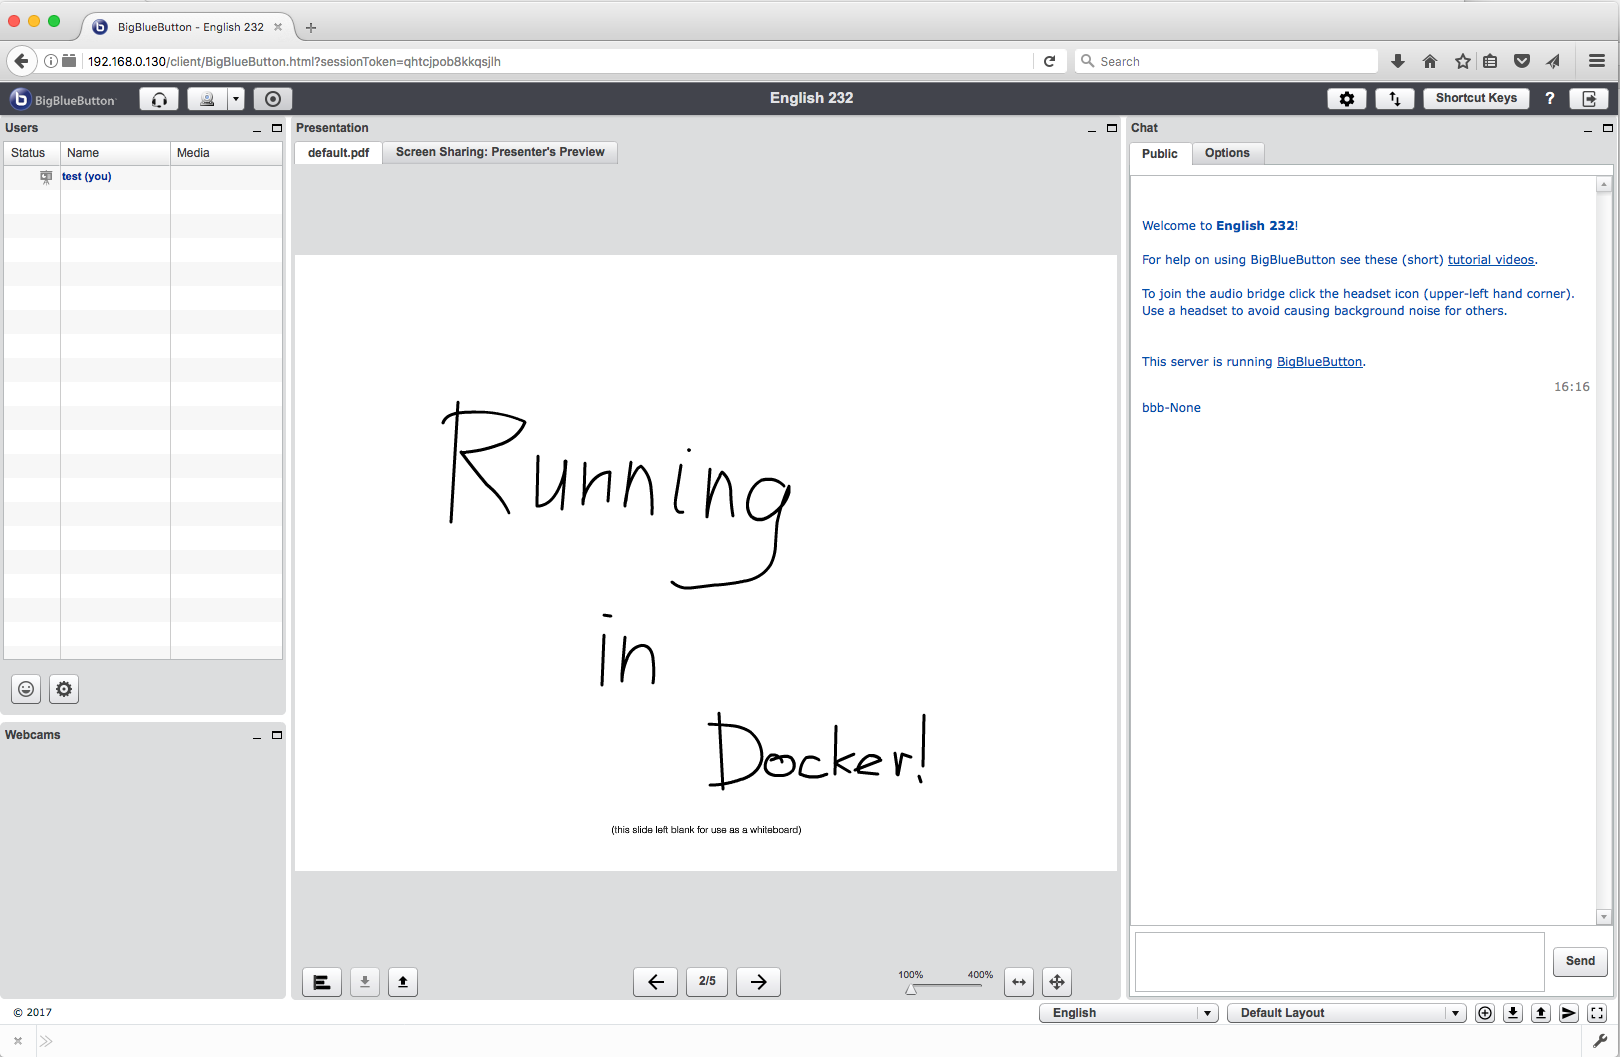 BigBlueButton - English 232
192.168.0.130/client/BigBlueButton.html?sessionToken=qhtcjpob8kkqsjlh
Search
BigBlueButton
English 232
Shortcut Keys
?
Users
Status Name Media
test (you)
Webcams
Presentation
default.pdf Screen Sharing: Presenter's Preview
Running
in
Docker!
(this slide left blank for use as a whiteboard)
2/5
100% 400%
Chat
Public Options
Welcome to English 232!
For help on using BigBlueButton see these (short) tutorial videos.
To join the audio bridge click the headset icon (upper-left hand corner).
Use a headset to avoid causing background noise for others.
This server is running BigBlueButton.
16:16
bbb-None
Send
© 2017
English
Default Layout